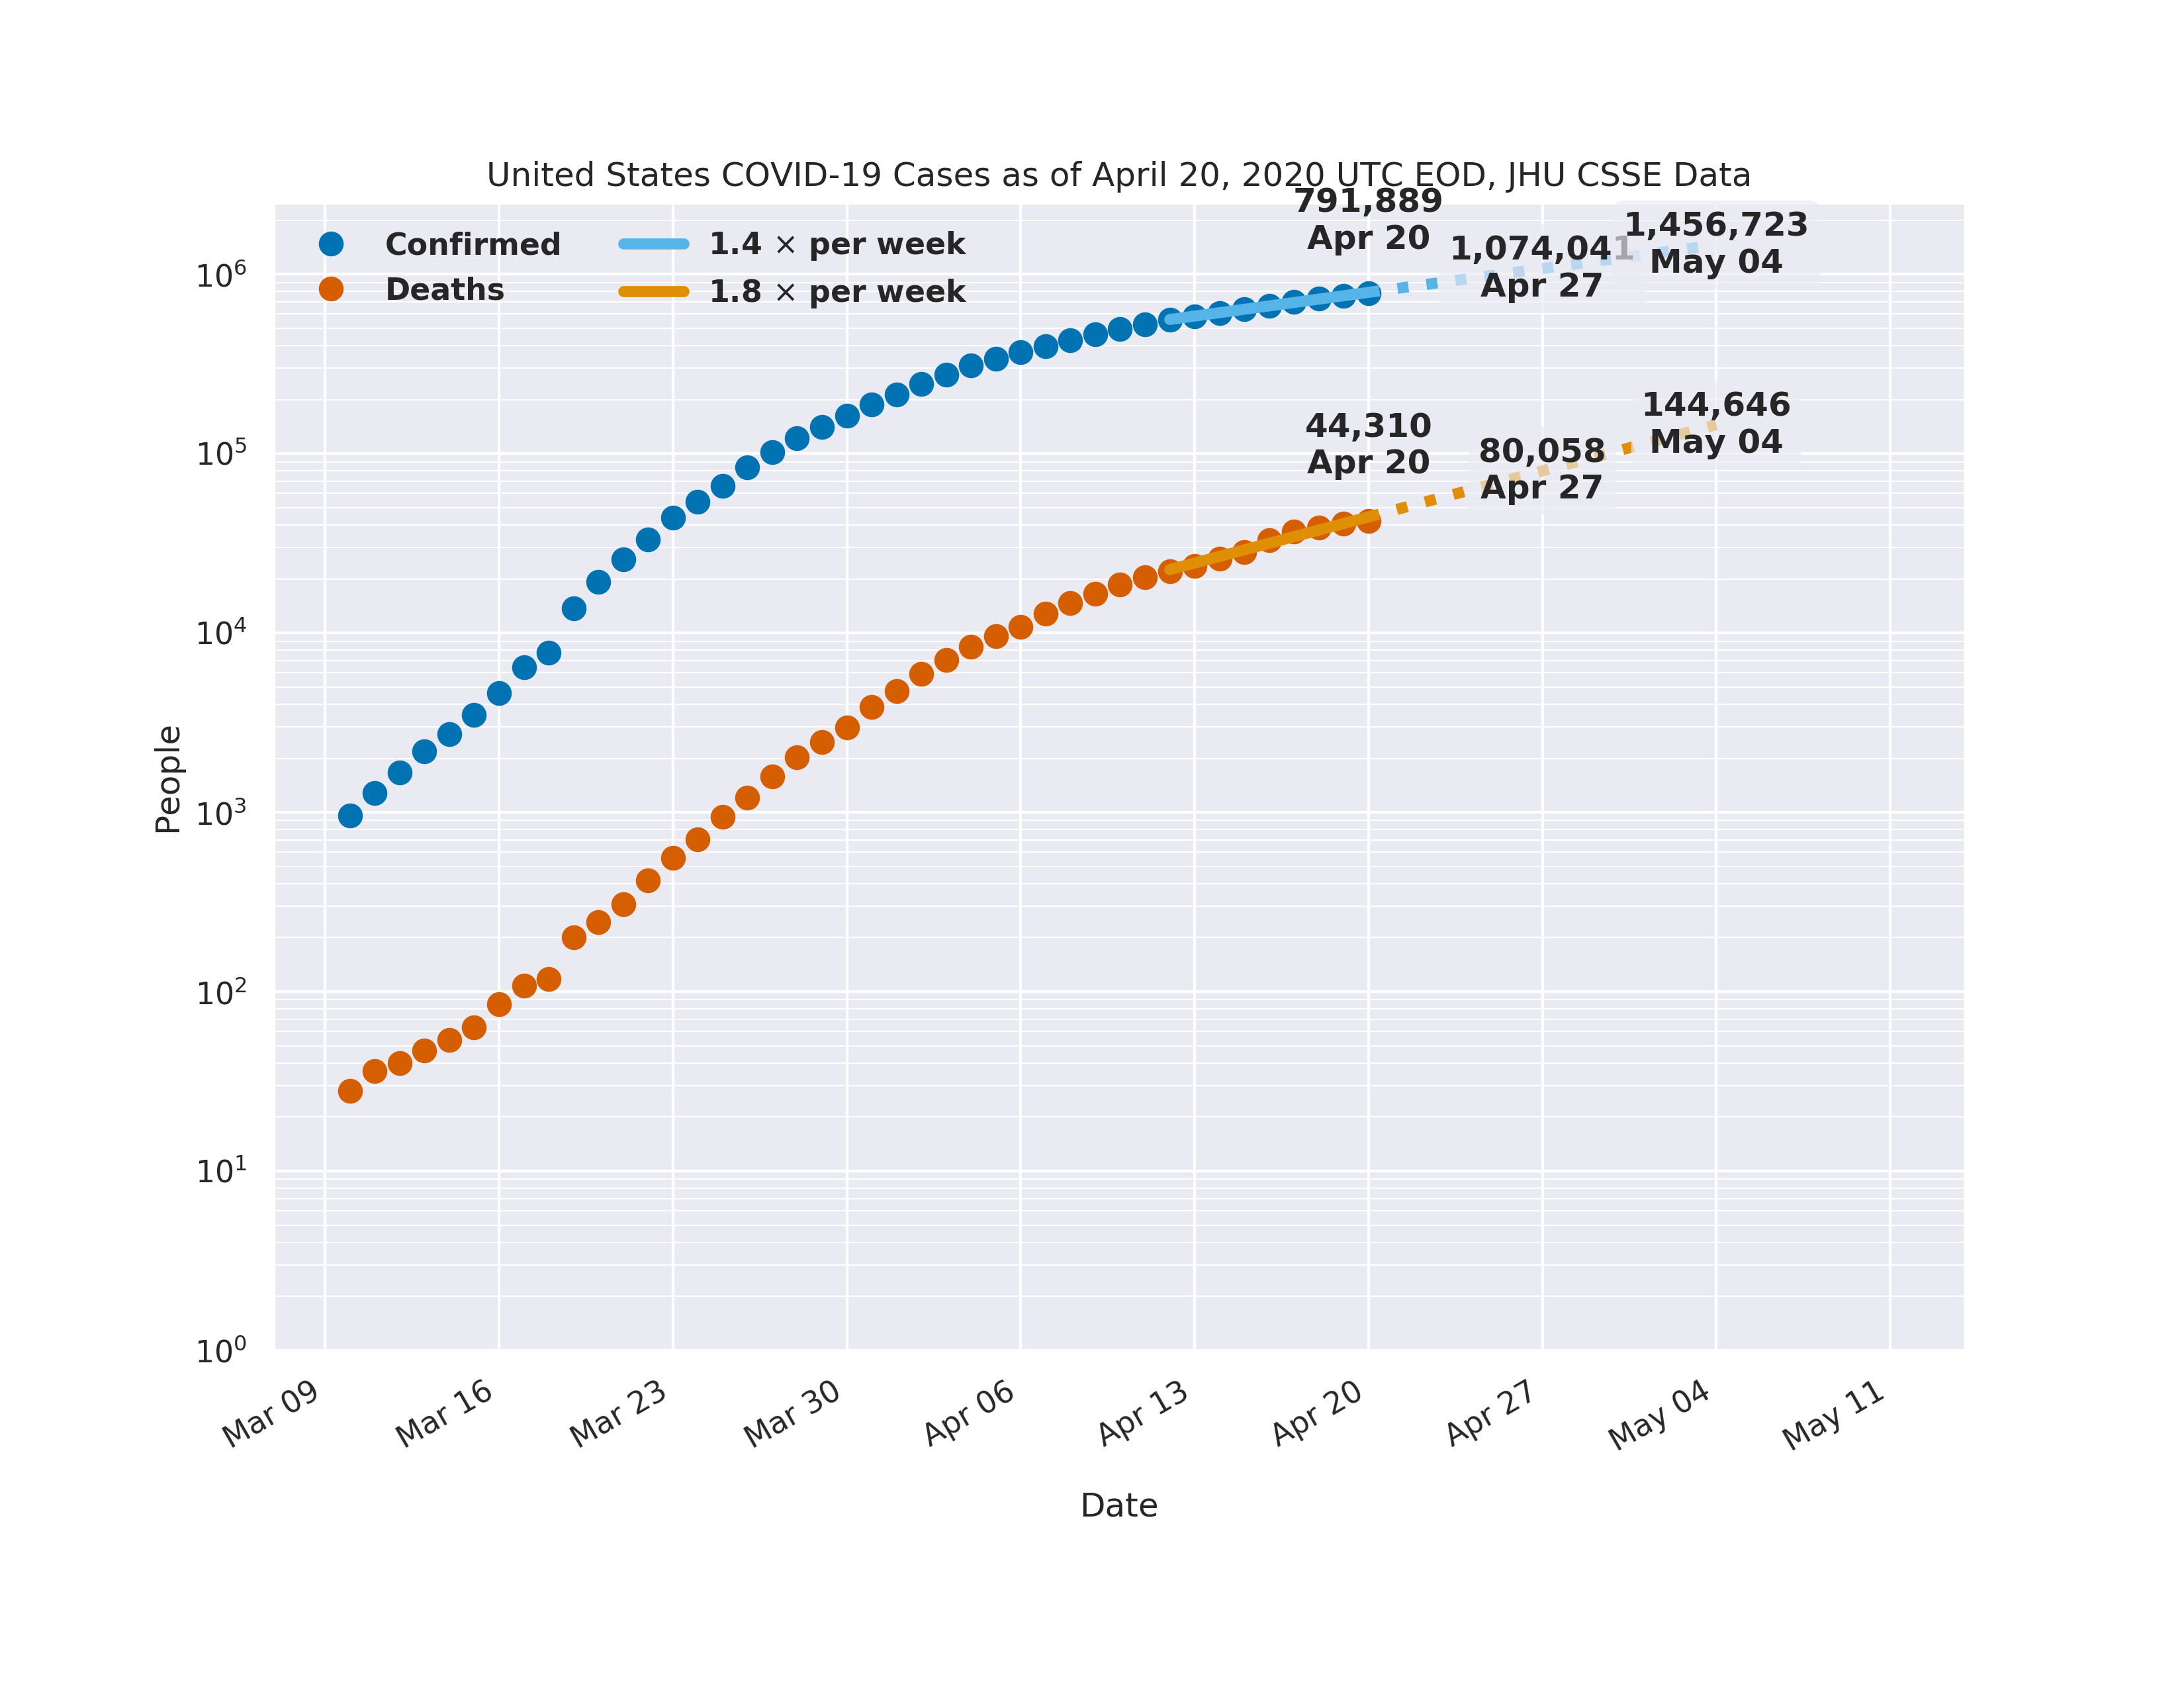 United States COVID-19 Cases as of April 20, 2020 UTC EOD, JHU CSSE Data
Confirmed
Deaths
1.4 × per week
1.8 × per week
791,889
Apr 20
1,074,041
Apr 27
1,456,723
May 04
44,310
Apr 20
80,058
Apr 27
144,646
May 04
People
10⁶
10⁵
10⁴
10³
10²
10¹
10⁰
Mar 09
Mar 16
Mar 23
Mar 30
Apr 06
Apr 13
Apr 20
Apr 27
May 04
May 11
Date